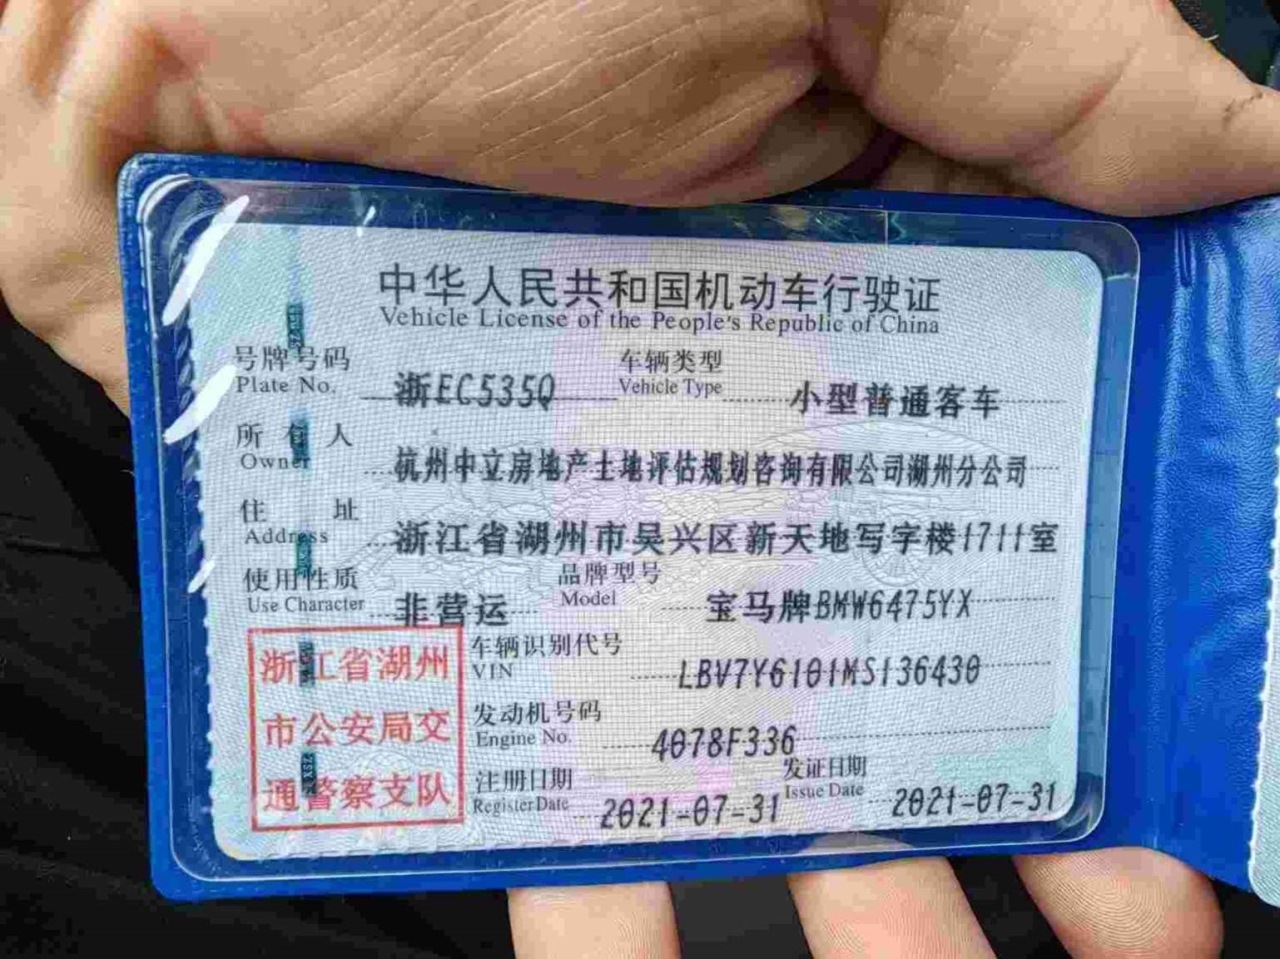 中华人民共和国机动车行驶证
Vehicle License of the People's Republic of China
号牌号码 Plate No. 浙EC535Q 车辆类型 Vehicle Type 小型普通客车
所有人 Owner 杭州中立房地产土地评估规划咨询有限公司湖州分公司
住址 Address 浙江省湖州市吴兴区新天地写字楼1711室
使用性质 Use Character 非营运 品牌型号 Model 宝马牌BMW6475YX
浙江省湖州
市公安局交
通警察支队
车辆识别代号 VIN LBV7Y6101MS136430
发动机号码 Engine No. 4078F336
注册日期 Register Date 2021-07-31 发证日期 Issue Date 2021-07-31